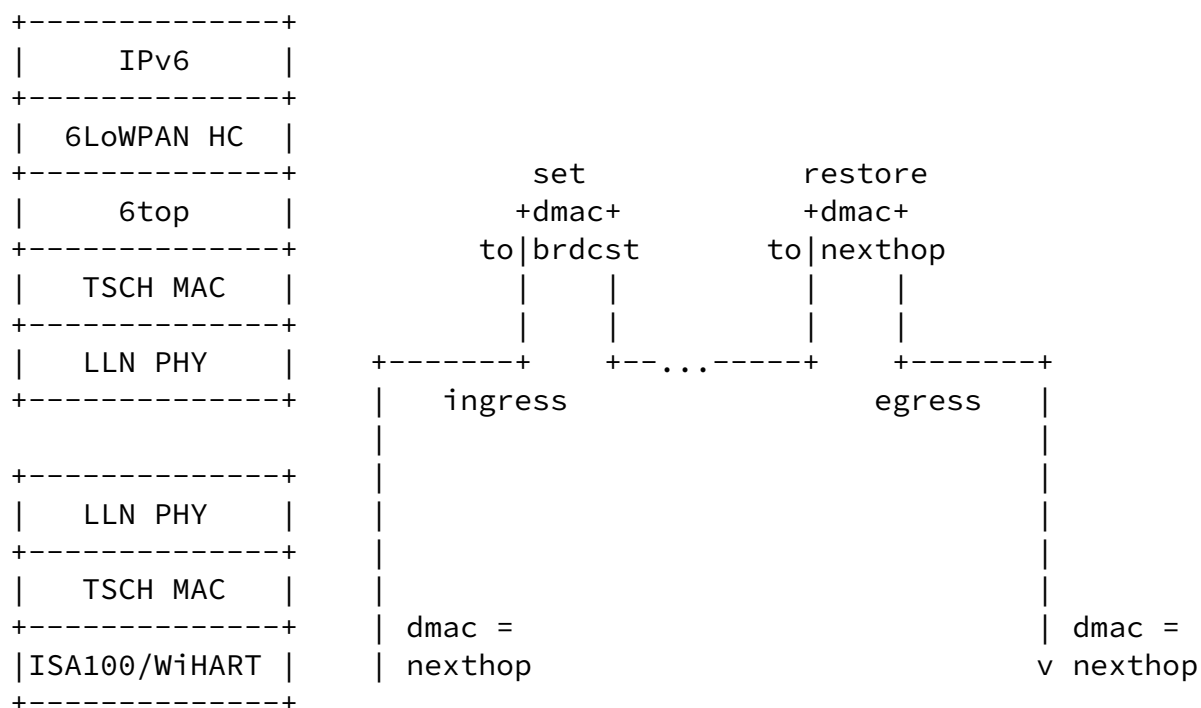 +--------------+
|     IPv6     |
+--------------+
|  6LoWPAN HC  |
+--------------+             set            restore
|     6top     |            +dmac+          +dmac+
+--------------+          to|brdcst       to|nexthop
|   TSCH MAC   |            |    |          |    |
+--------------+            |    |          |    |
|   LLN PHY    |    +-------+    +--...-----+    +-------+
+--------------+    |   ingress                 egress   |
                    |                                    |
+--------------+    |                                    |
|   LLN PHY    |    |                                    |
+--------------+    |                                    |
|   TSCH MAC   |    |                                    |
+--------------+    | dmac =                             | dmac =
|ISA100/WiHART |    | nexthop                            v nexthop
+--------------+